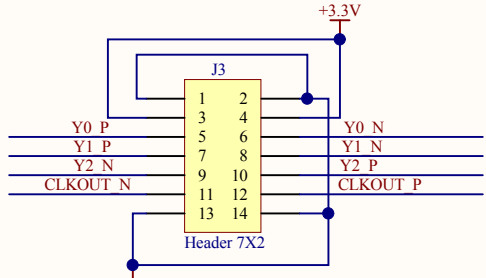 +3.3V
J3
1 2
3 4
Y0_P 5 6 Y0_N
Y1_P 7 8 Y1_N
Y2_N 9 10 Y2_P
CLKOUT_N 11 12 CLKOUT_P
13 14
Header 7X2